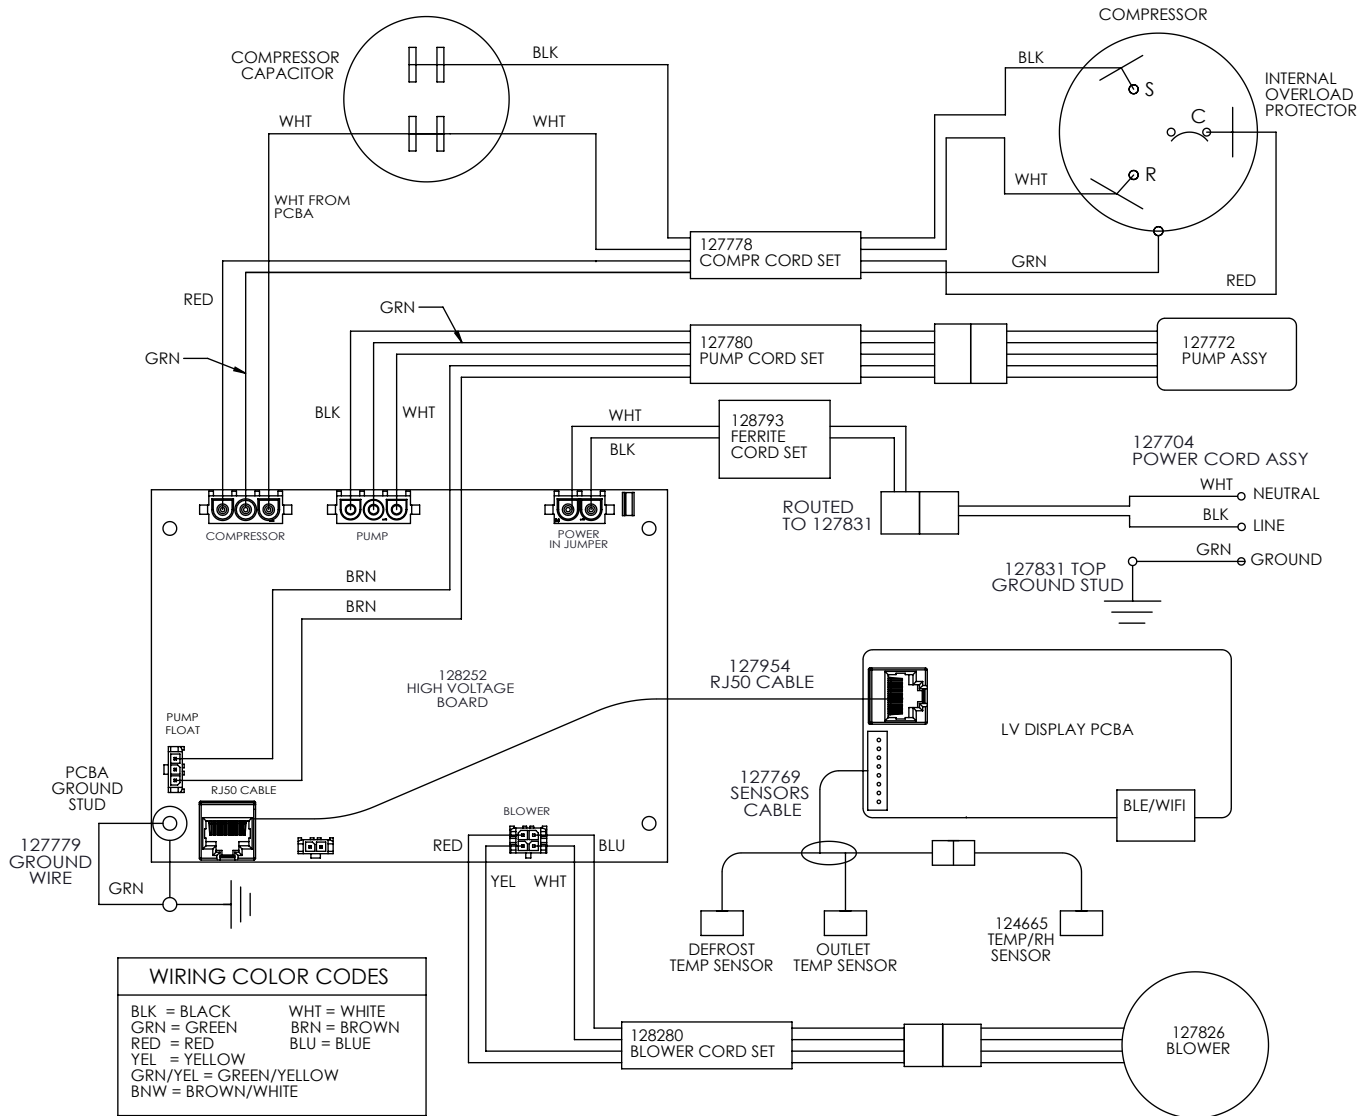 COMPRESSOR
COMPRESSOR
CAPACITOR
BLK
BLK
S
INTERNAL
OVERLOAD
PROTECTOR
C
WHT
WHT
R
WHT
WHT FROM
PCBA
127778
COMPR CORD SET
GRN
RED
RED
GRN
GRN
127780
PUMP CORD SET
127772
PUMP ASSY
BLK
WHT
WHT
BLK
128793
FERRITE
CORD SET
127704
POWER CORD ASSY
WHT
NEUTRAL
BLK
LINE
ROUTED
TO 127831
GRN
GROUND
127831 TOP
GROUND STUD
COMPRESSOR
PUMP
POWER
IN JUMPER
BRN
BRN
128252
HIGH VOLTAGE
BOARD
127954
RJ50 CABLE
LV DISPLAY PCBA
PUMP
FLOAT
PCBA
GROUND
STUD
RJ50 CABLE
127769
SENSORS
CABLE
BLE/WIFI
BLOWER
127779
GROUND
WIRE
RED
BLU
GRN
YEL
WHT
DEFROST
TEMP SENSOR
OUTLET
TEMP SENSOR
124665
TEMP/RH
SENSOR
WIRING COLOR CODES
BLK = BLACK WHT = WHITE
GRN = GREEN BRN = BROWN
RED = RED BLU = BLUE
YEL = YELLOW
GRN/YEL = GREEN/YELLOW
BNW = BROWN/WHITE
128280
BLOWER CORD SET
127826
BLOWER